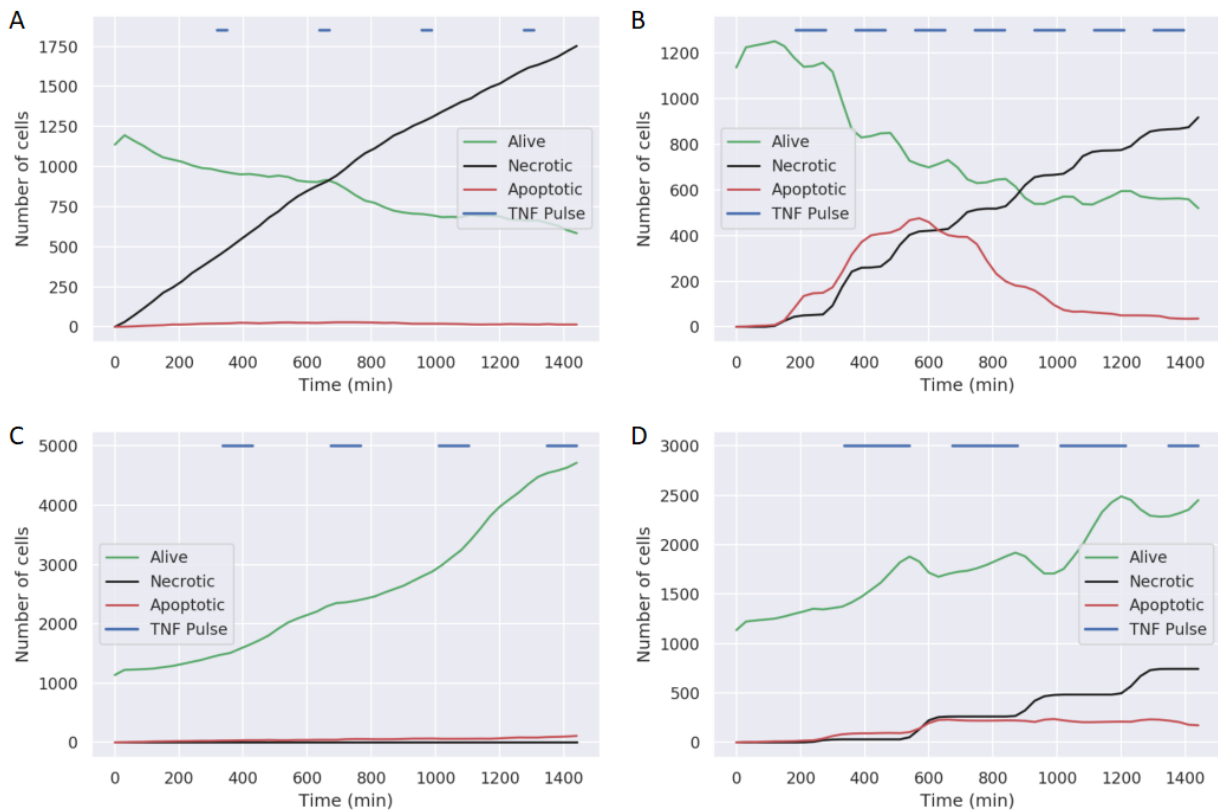 A
Number of cells
1750
1500
1250
1000
750
500
250
0
Alive
Necrotic
Apoptotic
TNF Pulse
0 200 400 600 800 1000 1200 1400
Time (min)
B
Number of cells
1200
1000
800
600
400
200
0
Alive
Necrotic
Apoptotic
TNF Pulse
0 200 400 600 800 1000 1200 1400
Time (min)
C
Number of cells
5000
4000
3000
2000
1000
0
Alive
Necrotic
Apoptotic
TNF Pulse
0 200 400 600 800 1000 1200 1400
Time (min)
D
Number of cells
3000
2500
2000
1500
1000
500
0
Alive
Necrotic
Apoptotic
TNF Pulse
0 200 400 600 800 1000 1200 1400
Time (min)